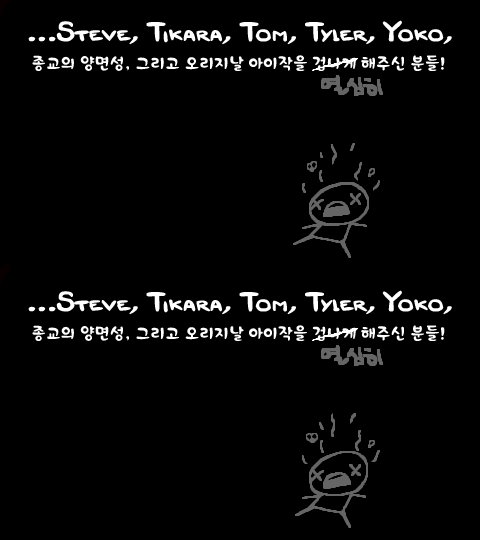 ...Steve, Tikara, Tom, Tyler, Yoko,
종교의 양면성, 그리고 오리지날 아이작을 겁나게 해주신 분들!
열심히
...Steve, Tikara, Tom, Tyler, Yoko,
종교의 양면성, 그리고 오리지날 아이작을 겁나게 해주신 분들!
열심히